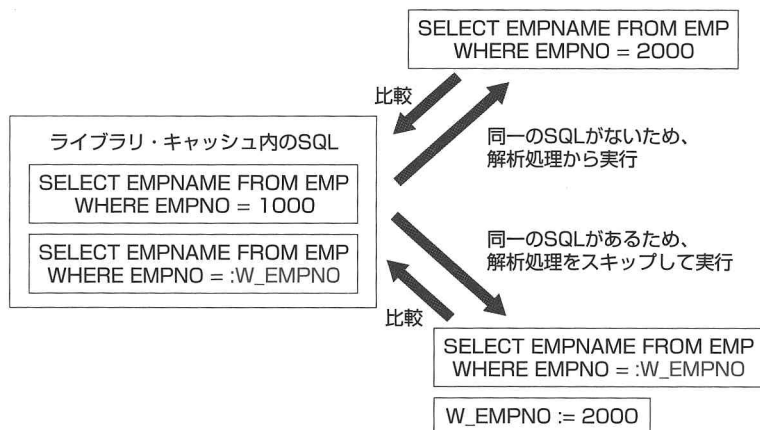 SELECT EMPNAME FROM EMP
WHERE EMPNO = 2000
比較
同一のSQLがないため、
解析処理から実行
ライブラリ・キャッシュ内のSQL
SELECT EMPNAME FROM EMP
WHERE EMPNO = 1000
SELECT EMPNAME FROM EMP
WHERE EMPNO = :W_EMPNO
同一のSQLがあるため、
解析処理をスキップして実行
比較
SELECT EMPNAME FROM EMP
WHERE EMPNO = :W_EMPNO
W_EMPNO := 2000